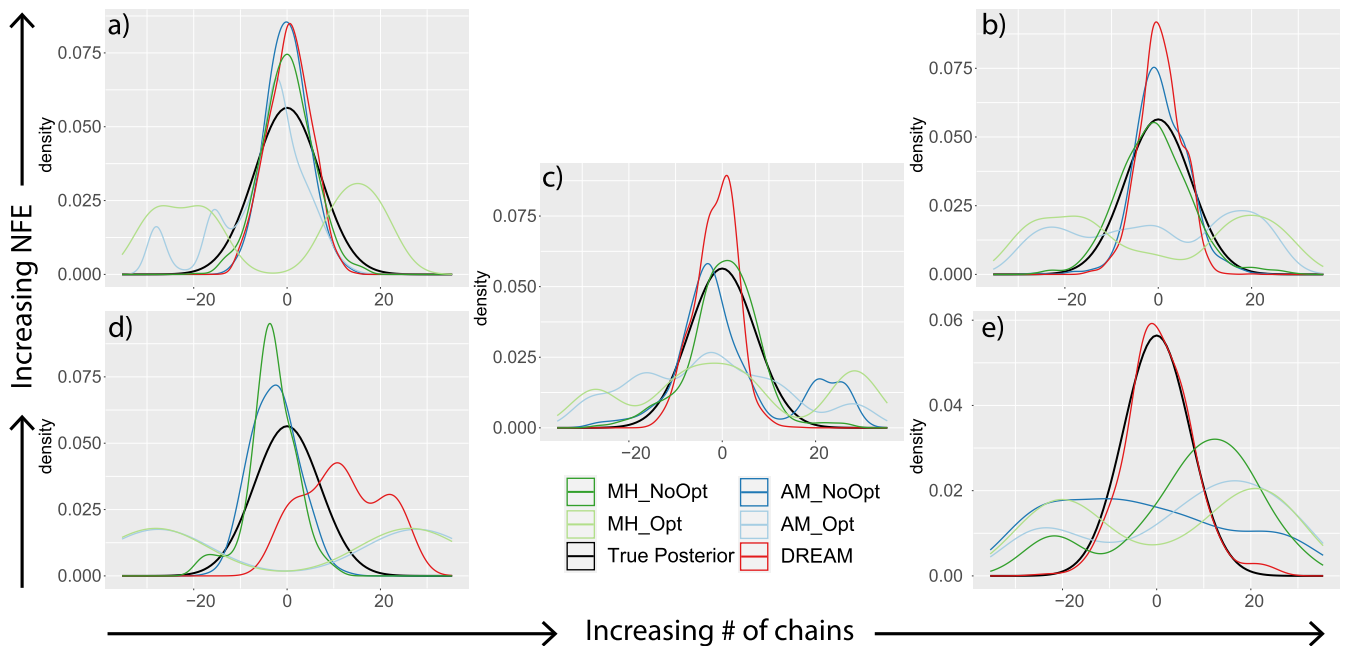 Increasing NFE
a)
density
0.075
0.050
0.025
0.000
−20
0
20
b)
density
0.075
0.050
0.025
0.000
−20
0
20
c)
density
0.075
0.050
0.025
0.000
−20
0
20
d)
density
0.075
0.050
0.025
0.000
−20
0
20
e)
density
0.06
0.04
0.02
0.00
−20
0
20
MH_NoOpt
AM_NoOpt
MH_Opt
AM_Opt
True Posterior
DREAM
Increasing # of chains